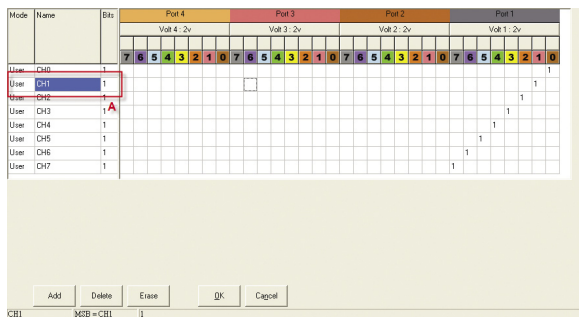 Mode Name Bits Port 4 Port 3 Port 2 Port 1
Volt 4 : 2v Volt 3 : 2v Volt 2 : 2v Volt 1 : 2v
7 6 5 4 3 2 1 0 7 6 5 4 3 2 1 0 7 6 5 4 3 2 1 0 7 6 5 4 3 2 1 0
User CH0 1 1
User CH1 1 1
User CH2 1 1
A
User CH3 1 1
User CH4 1 1
User CH5 1 1
User CH6 1 1
User CH7 1 1
Add Delete Erase OK Cancel
CH1 MSB = CH1 1